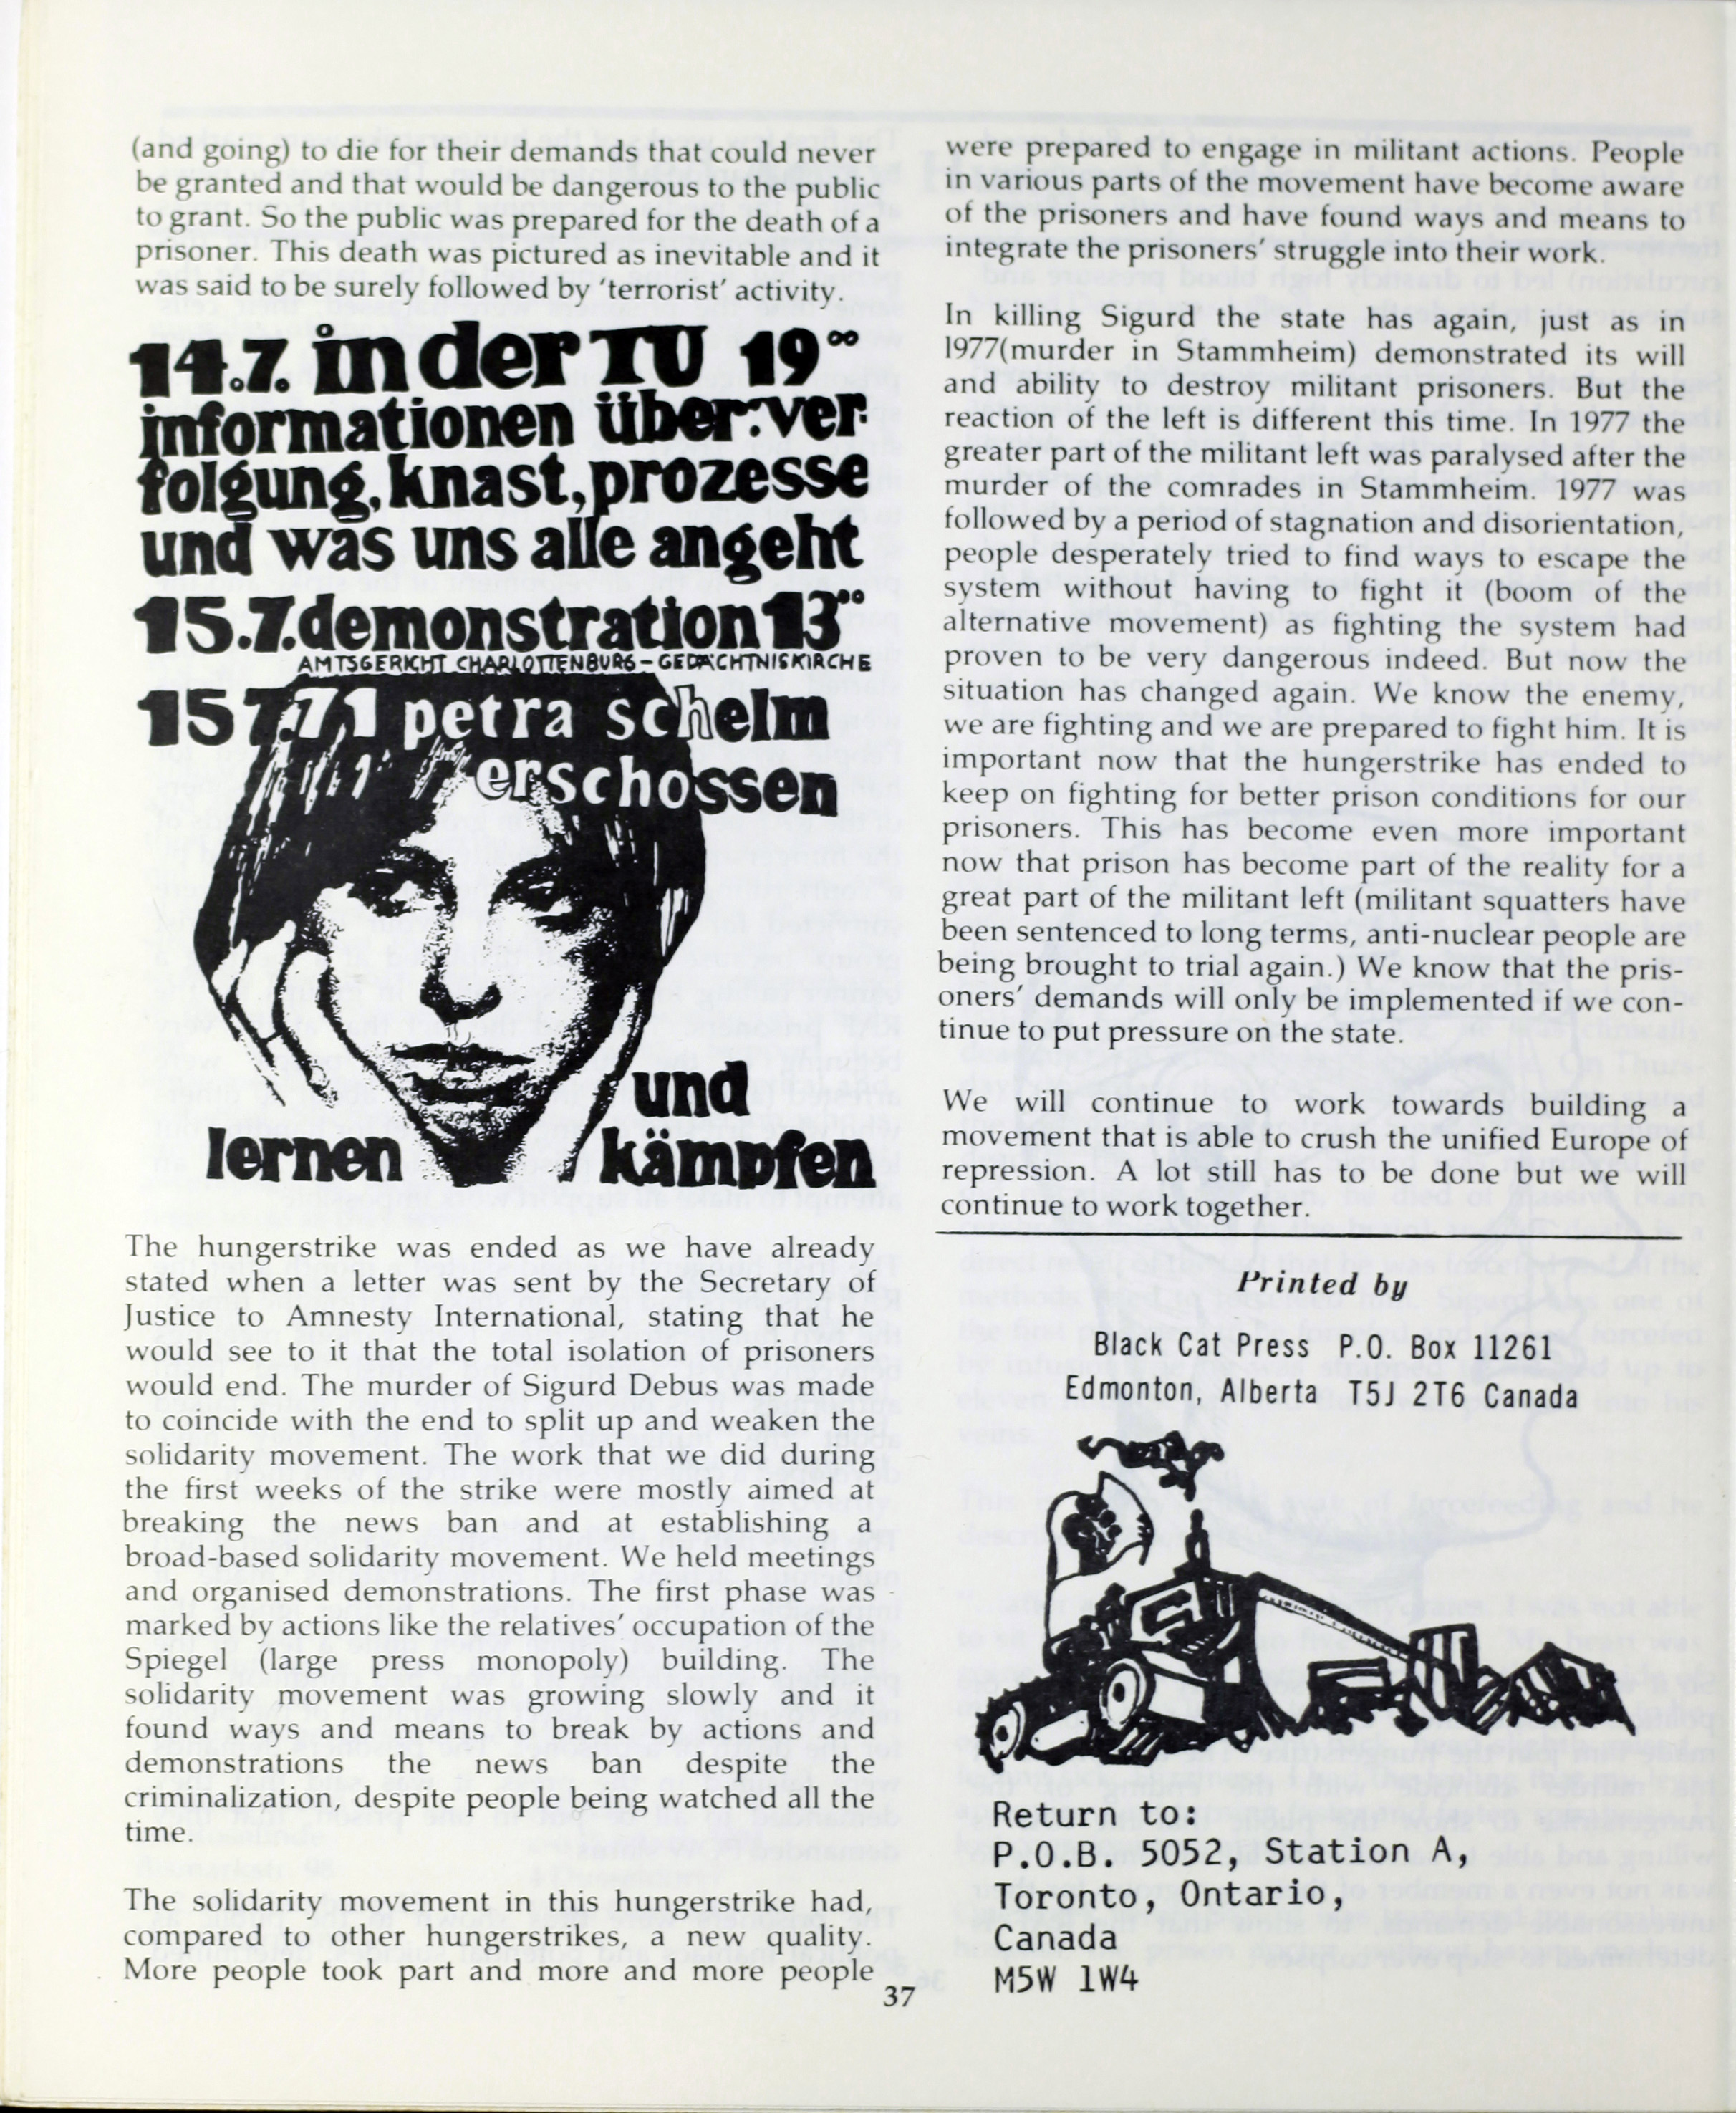 (and going) to die for their demands that could never
be granted and that would be dangerous to the public
to grant. So the public was prepared for the death of a
prisoner. This death was pictured as inevitable and it
was said to be surely followed by 'terrorist' activity.
14.7. in der TU 19°°
informationen über:ver-
folgung, knast, prozesse
und was uns alle angeht
15.7. demonstration 13°°
AMTSGERICHT CHARLOTTENBURG – GEDÄCHTNISKIRCHE
15 7.71 petra schelm
erschossen
und
lernen kämpfen
The hungerstrike was ended as we have already
stated when a letter was sent by the Secretary of
Justice to Amnesty International, stating that he
would see to it that the total isolation of prisoners
would end. The murder of Sigurd Debus was made
to coincide with the end to split up and weaken the
solidarity movement. The work that we did during
the first weeks of the strike were mostly aimed at
breaking the news ban and at establishing a
broad-based solidarity movement. We held meetings
and organised demonstrations. The first phase was
marked by actions like the relatives' occupation of the
Spiegel (large press monopoly) building. The
solidarity movement was growing slowly and it
found ways and means to break by actions and
demonstrations the news ban despite the
criminalization, despite people being watched all the
time.
The solidarity movement in this hungerstrike had,
compared to other hungerstrikes, a new quality.
More people took part and more and more people
were prepared to engage in militant actions. People
in various parts of the movement have become aware
of the prisoners and have found ways and means to
integrate the prisoners' struggle into their work.
In killing Sigurd the state has again, just as in
1977(murder in Stammheim) demonstrated its will
and ability to destroy militant prisoners. But the
reaction of the left is different this time. In 1977 the
greater part of the militant left was paralysed after the
murder of the comrades in Stammheim. 1977 was
followed by a period of stagnation and disorientation,
people desperately tried to find ways to escape the
system without having to fight it (boom of the
alternative movement) as fighting the system had
proven to be very dangerous indeed. But now the
situation has changed again. We know the enemy,
we are fighting and we are prepared to fight him. It is
important now that the hungerstrike has ended to
keep on fighting for better prison conditions for our
prisoners. This has become even more important
now that prison has become part of the reality for a
great part of the militant left (militant squatters have
been sentenced to long terms, anti-nuclear people are
being brought to trial again.) We know that the pris-
oners' demands will only be implemented if we con-
tinue to put pressure on the state.
We will continue to work towards building a
movement that is able to crush the unified Europe of
repression. A lot still has to be done but we will
continue to work together.
Printed by
Black Cat Press P.O. Box 11261
Edmonton, Alberta T5J 2T6 Canada
Return to:
P.O.B. 5052, Station A,
Toronto, Ontario,
Canada
M5W 1W4
37